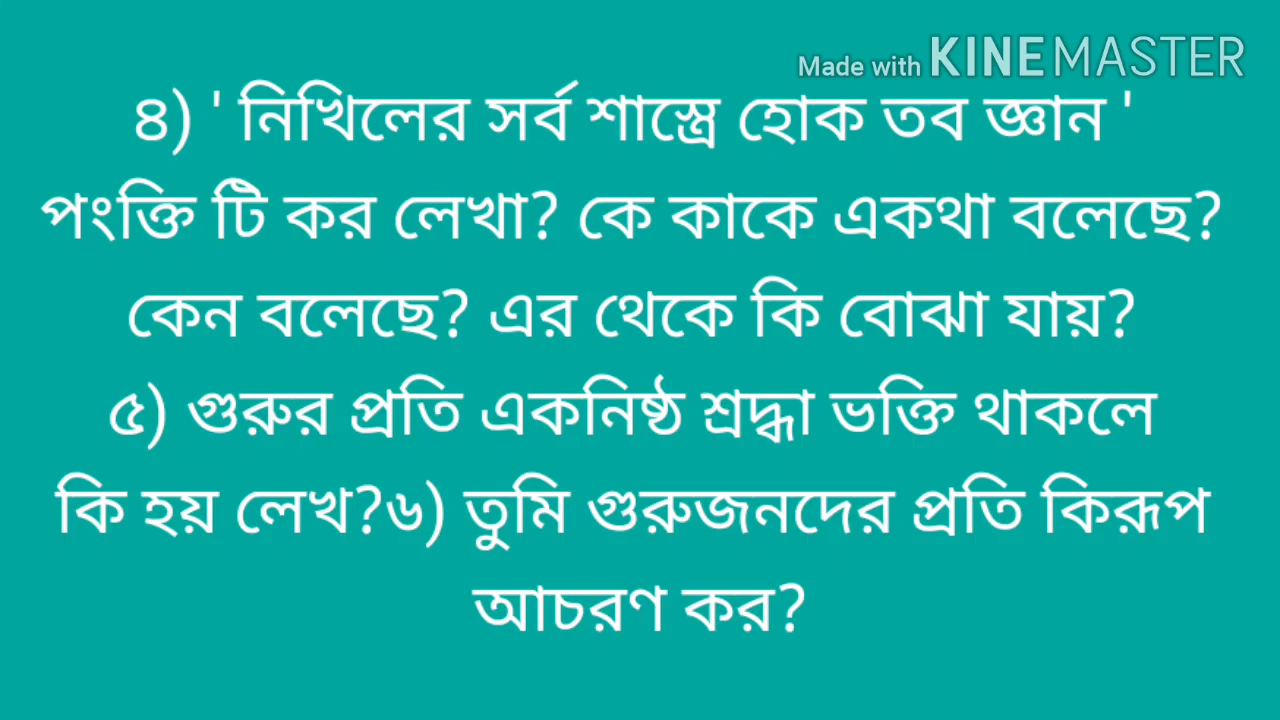 Made with KINEMASTER
৪) ' নিখিলের সর্ব শাস্ত্রে হোক তব জ্ঞান '
পংক্তি টি কর লেখা? কে কাকে একথা বলেছে?
কেন বলেছে? এর থেকে কি বোঝা যায়?
৫) গুরুর প্রতি একনিষ্ঠ শ্রদ্ধা ভক্তি থাকলে
কি হয় লেখ?৬) তুমি গুরুজনদের প্রতি কিরূপ
আচরণ কর?